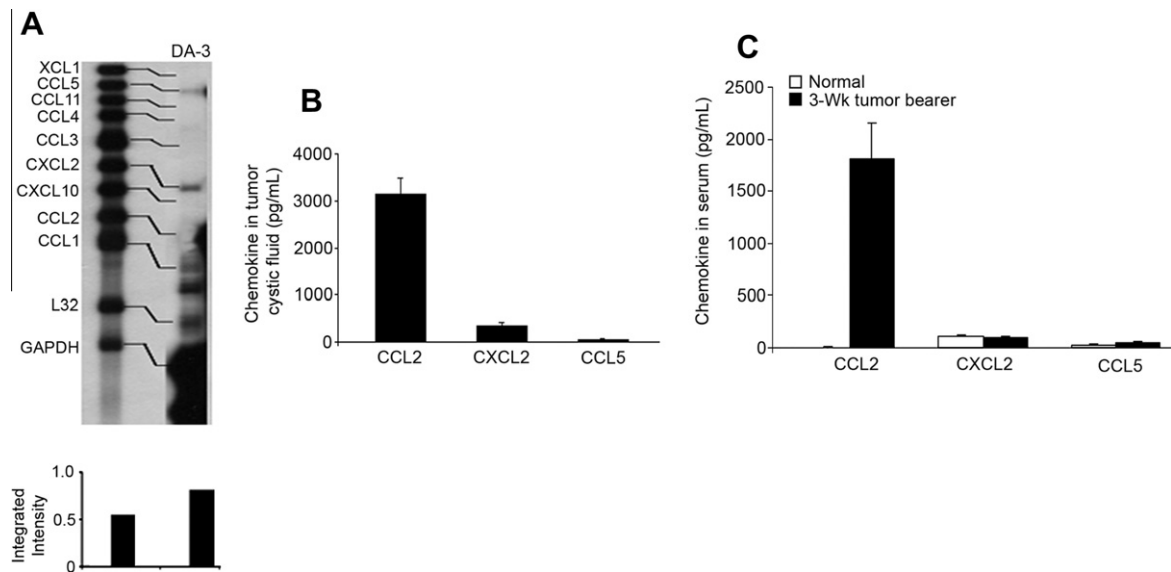 A
DA-3
XCL1
CCL5
CCL11
CCL4
CCL3
CXCL2
CXCL10
CCL2
CCL1
L32
GAPDH
Integrated
Intensity
1.0
0.5
0
B
Chemokine in tumor
cystic fluid (pg/mL)
4000
3000
2000
1000
0
CCL2 CXCL2 CCL5
C
Normal
3-Wk tumor bearer
Chemokine in serum (pg/mL)
2500
2000
1500
1000
500
0
CCL2 CXCL2 CCL5